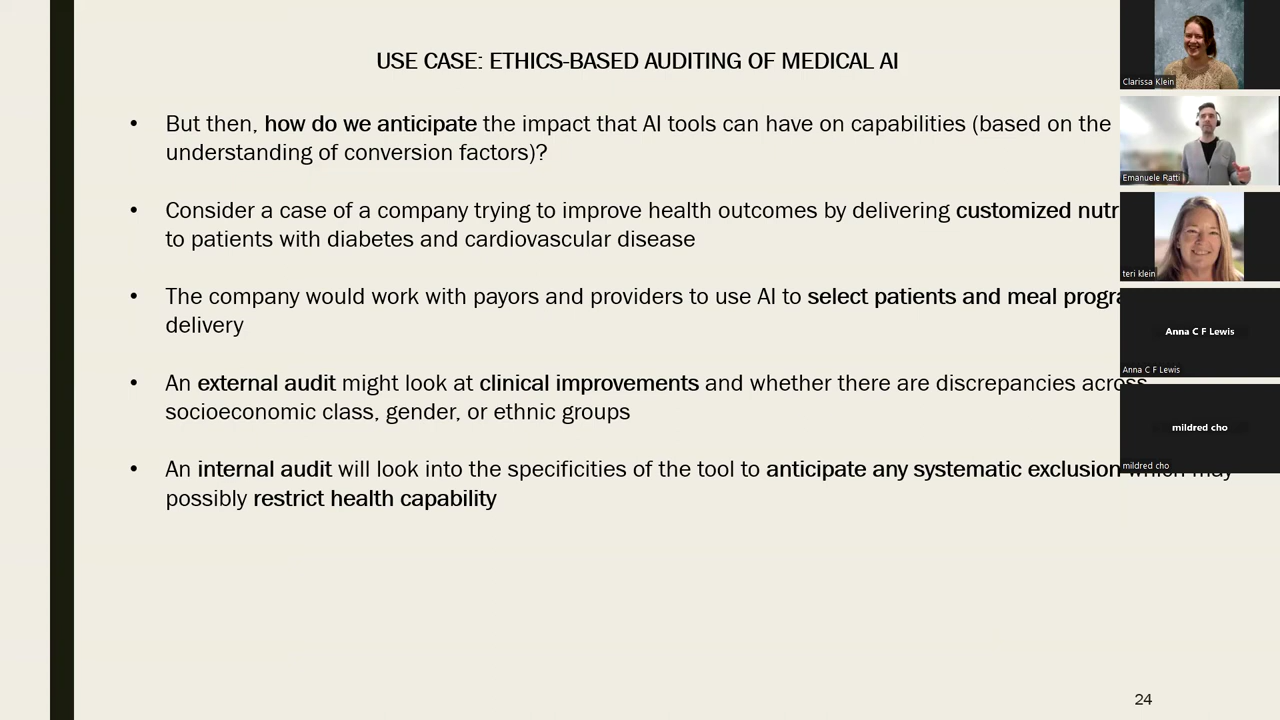 USE CASE: ETHICS-BASED AUDITING OF MEDICAL AI
• But then, how do we anticipate the impact that AI tools can have on capabilities (based on the
understanding of conversion factors)?
• Consider a case of a company trying to improve health outcomes by delivering customized
to patients with diabetes and cardiovascular disease
• The company would work with payors and providers to use AI to select patients and meal
delivery
• An external audit might look at clinical improvements and whether there are discrepancies across
socioeconomic class, gender, or ethnic groups
• An internal audit will look into the specificities of the tool to anticipate any systematic exclusion which may
possibly restrict health capability
24
Clarissa Klein
Emanuele Ratti
teri klein
Anna C F Lewis
Anna C F Lewis
mildred cho
mildred cho